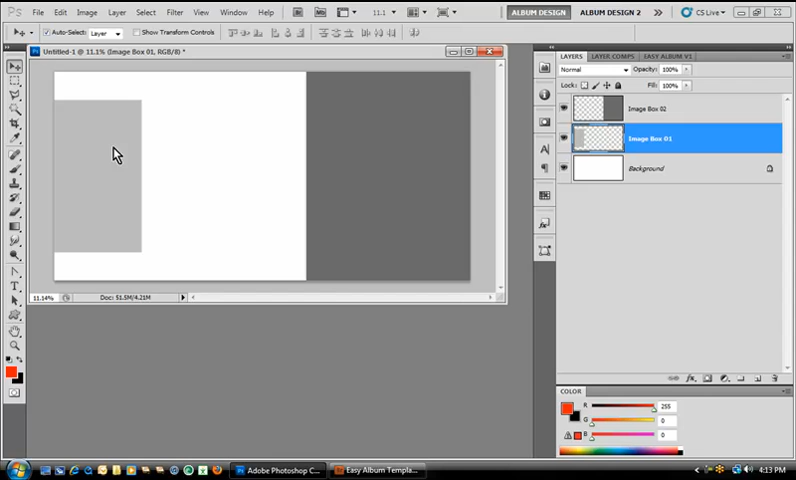 PS File Edit Image Layer Select Filter View Window 11.1 ALBUM DESIGN ALBUM DESIGN 2 CS Live
Auto-Select: Layer Show Transform Controls
Untitled-1 @ 11.1% (Image Box 01, RGB/8) *
LAYERS LAYER COMPS EASY ALBUM V1
Normal Opacity: 100%
Lock: Fill: 100%
Image Box 02
Image Box 01
Background
11.14% Doc: 51.5M/4.21M
COLOR
R 255
G 0
B 0
Adobe Photoshop C... Easy Album Templa... 4:13 PM